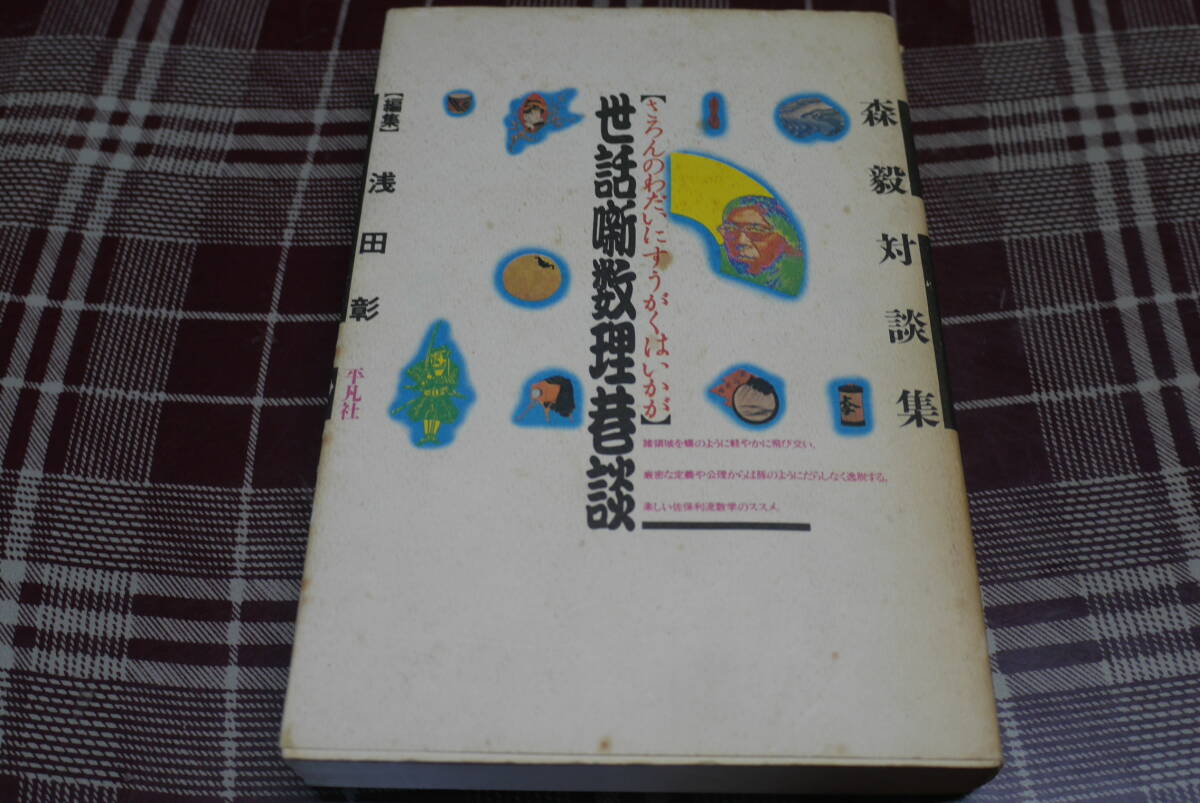 森毅対談集
【さろんのわだいにすうがくはいかが】
世話噺数理巷談
諸領域を蝶のように軽やかに飛び交い、
厳密な定義や公理からは豚のようにだらしなく逸脱する。
楽しい佐保利流数学のススメ。
【編集】浅田彰
平凡社